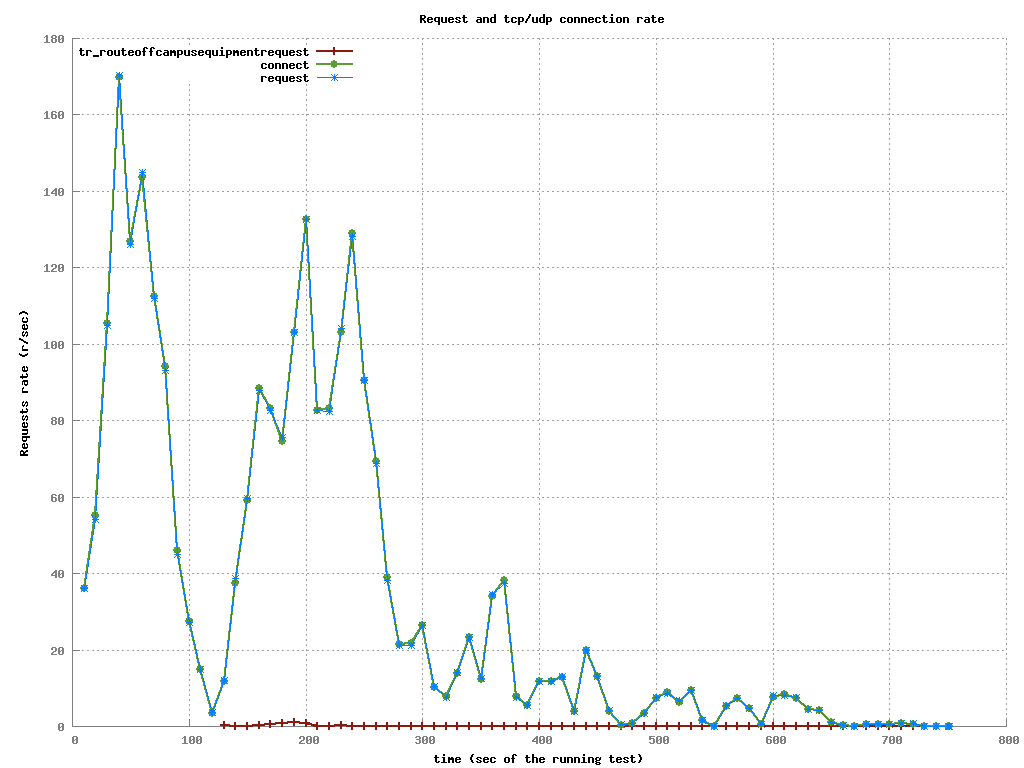 Request and tcp/udp connection rate
180
tr_routeoffcampusequipmentrequest
connect
request
160
140
120
100
80
60
40
20
0
Requests rate (r/sec)
0 100 200 300 400 500 600 700 800
time (sec of the running test)